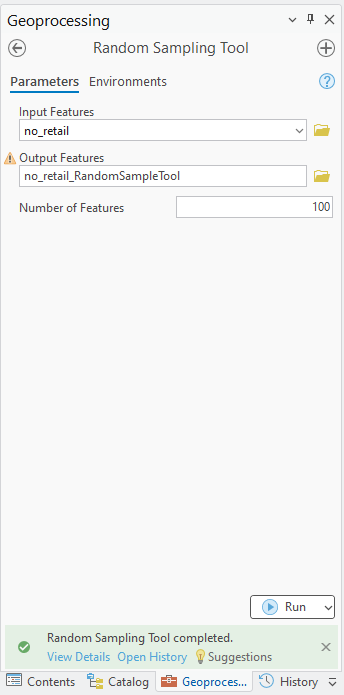 Geoprocessing
Random Sampling Tool
Parameters Environments
Input Features
no_retail
Output Features
no_retail_RandomSampleTool
Number of Features 100
Run
Random Sampling Tool completed.
View Details Open History Suggestions
Contents Catalog Geoproces... History